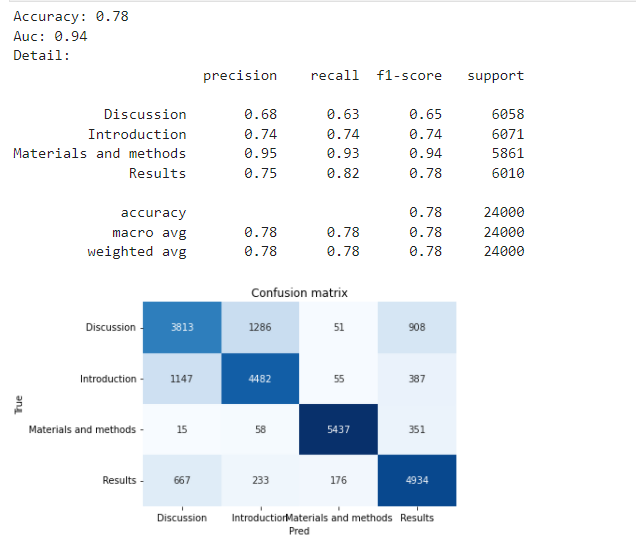 Accuracy: 0.78
Auc: 0.94
Detail:
precision recall f1-score support
Discussion 0.68 0.63 0.65 6058
Introduction 0.74 0.74 0.74 6071
Materials and methods 0.95 0.93 0.94 5861
Results 0.75 0.82 0.78 6010
accuracy 0.78 24000
macro avg 0.78 0.78 0.78 24000
weighted avg 0.78 0.78 0.78 24000
Confusion matrix
Discussion 3813 1286 51 908
Introduction 1147 4482 55 387
True
Materials and methods 15 58 5437 351
Results 667 233 176 4934
Discussion Introduction Materials and methods Results
Pred